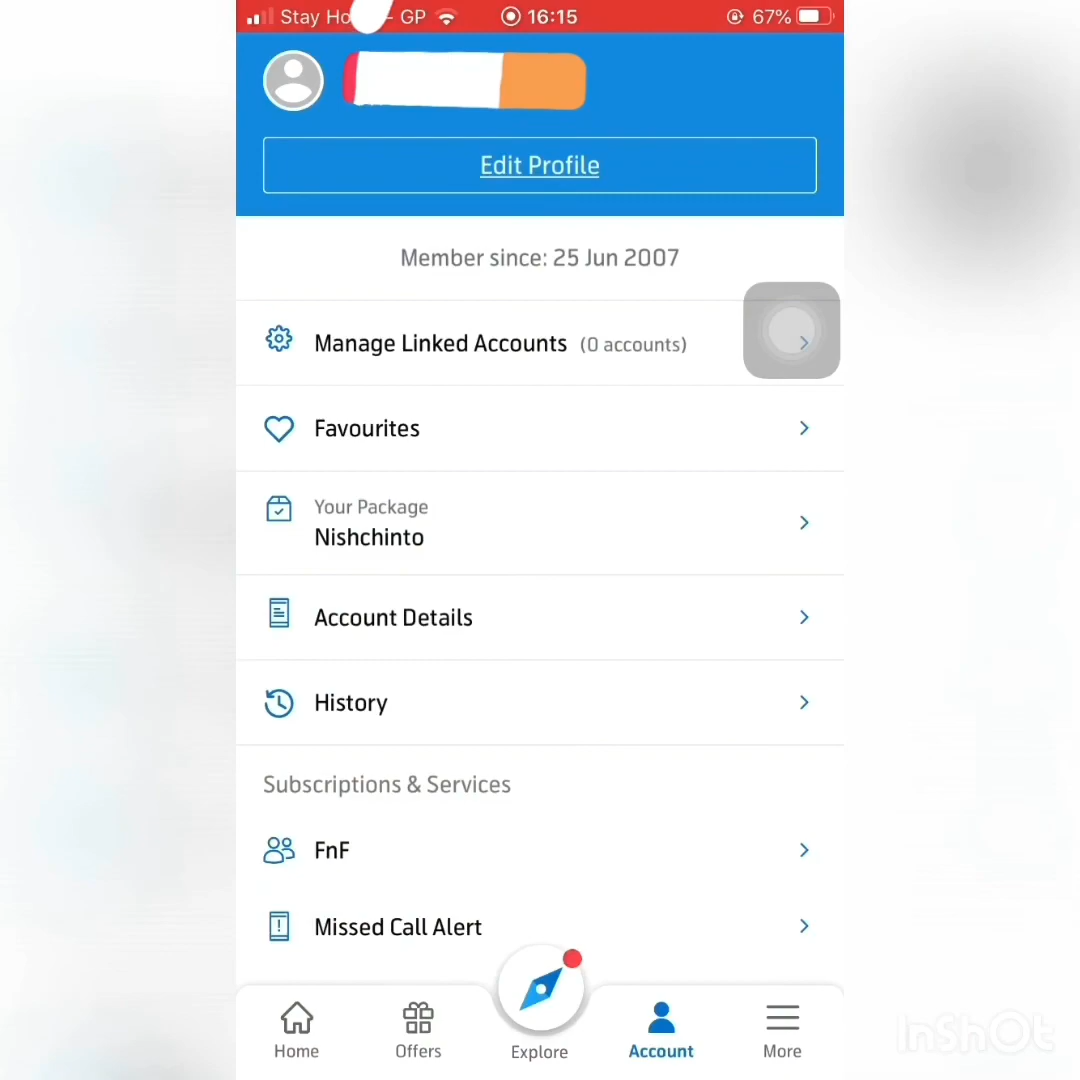 Stay Ho - GP 16:15 67%
Edit Profile
Member since: 25 Jun 2007
Manage Linked Accounts (0 accounts)
Favourites
Your Package
Nishchinto
Account Details
History
Subscriptions & Services
FnF
Missed Call Alert
Home Offers Explore Account More
InShOt